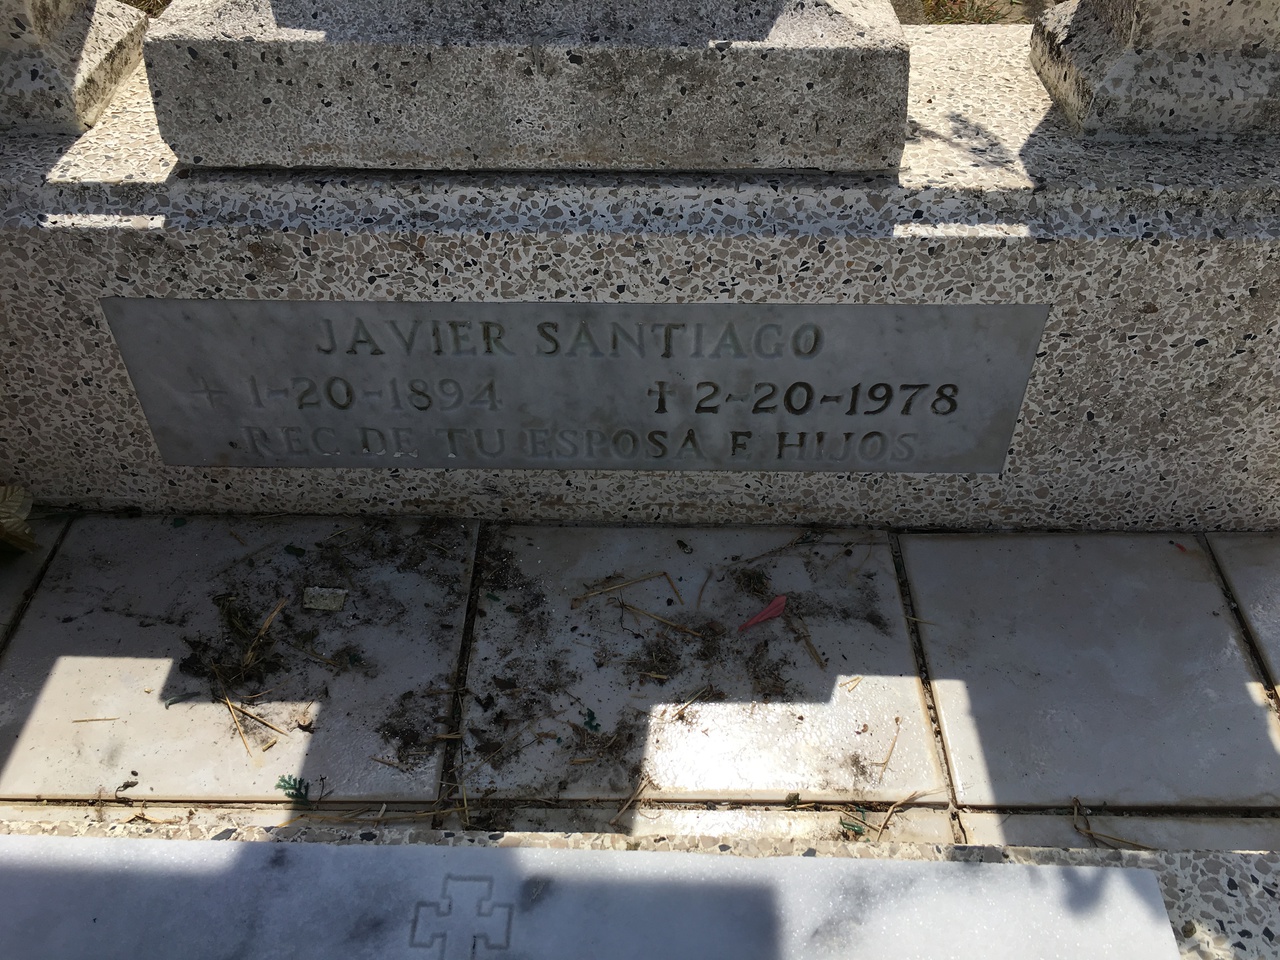 JAVIER SANTIAGO
+ 1-20-1894 † 2-20-1978
REC. DE TU ESPOSA E HIJOS